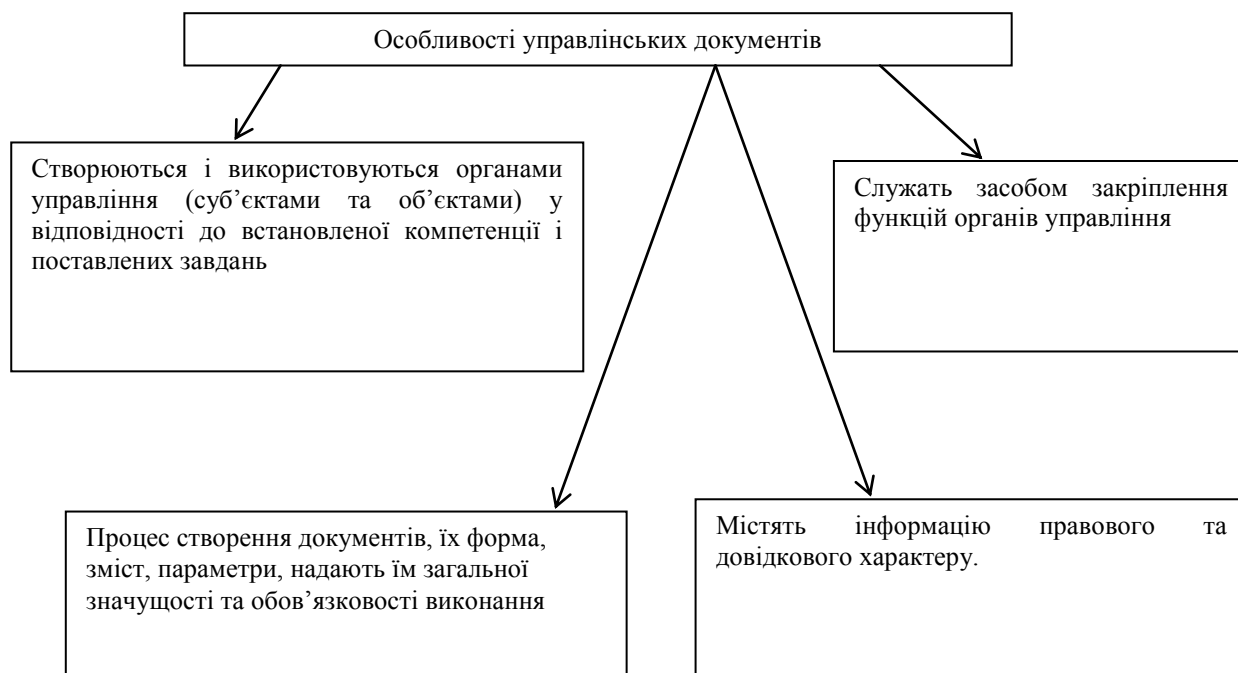 Особливості управлінських документів
Створюються і використовуються органами
управління (суб’єктами та об’єктами) у
відповідності до встановленої компетенції і
поставлених завдань
Служать засобом закріплення
функцій органів управління
Процес створення документів, їх форма,
зміст, параметри, надають їм загальної
значущості та обов’язковості виконання
Містять інформацію правового та
довідкового характеру.